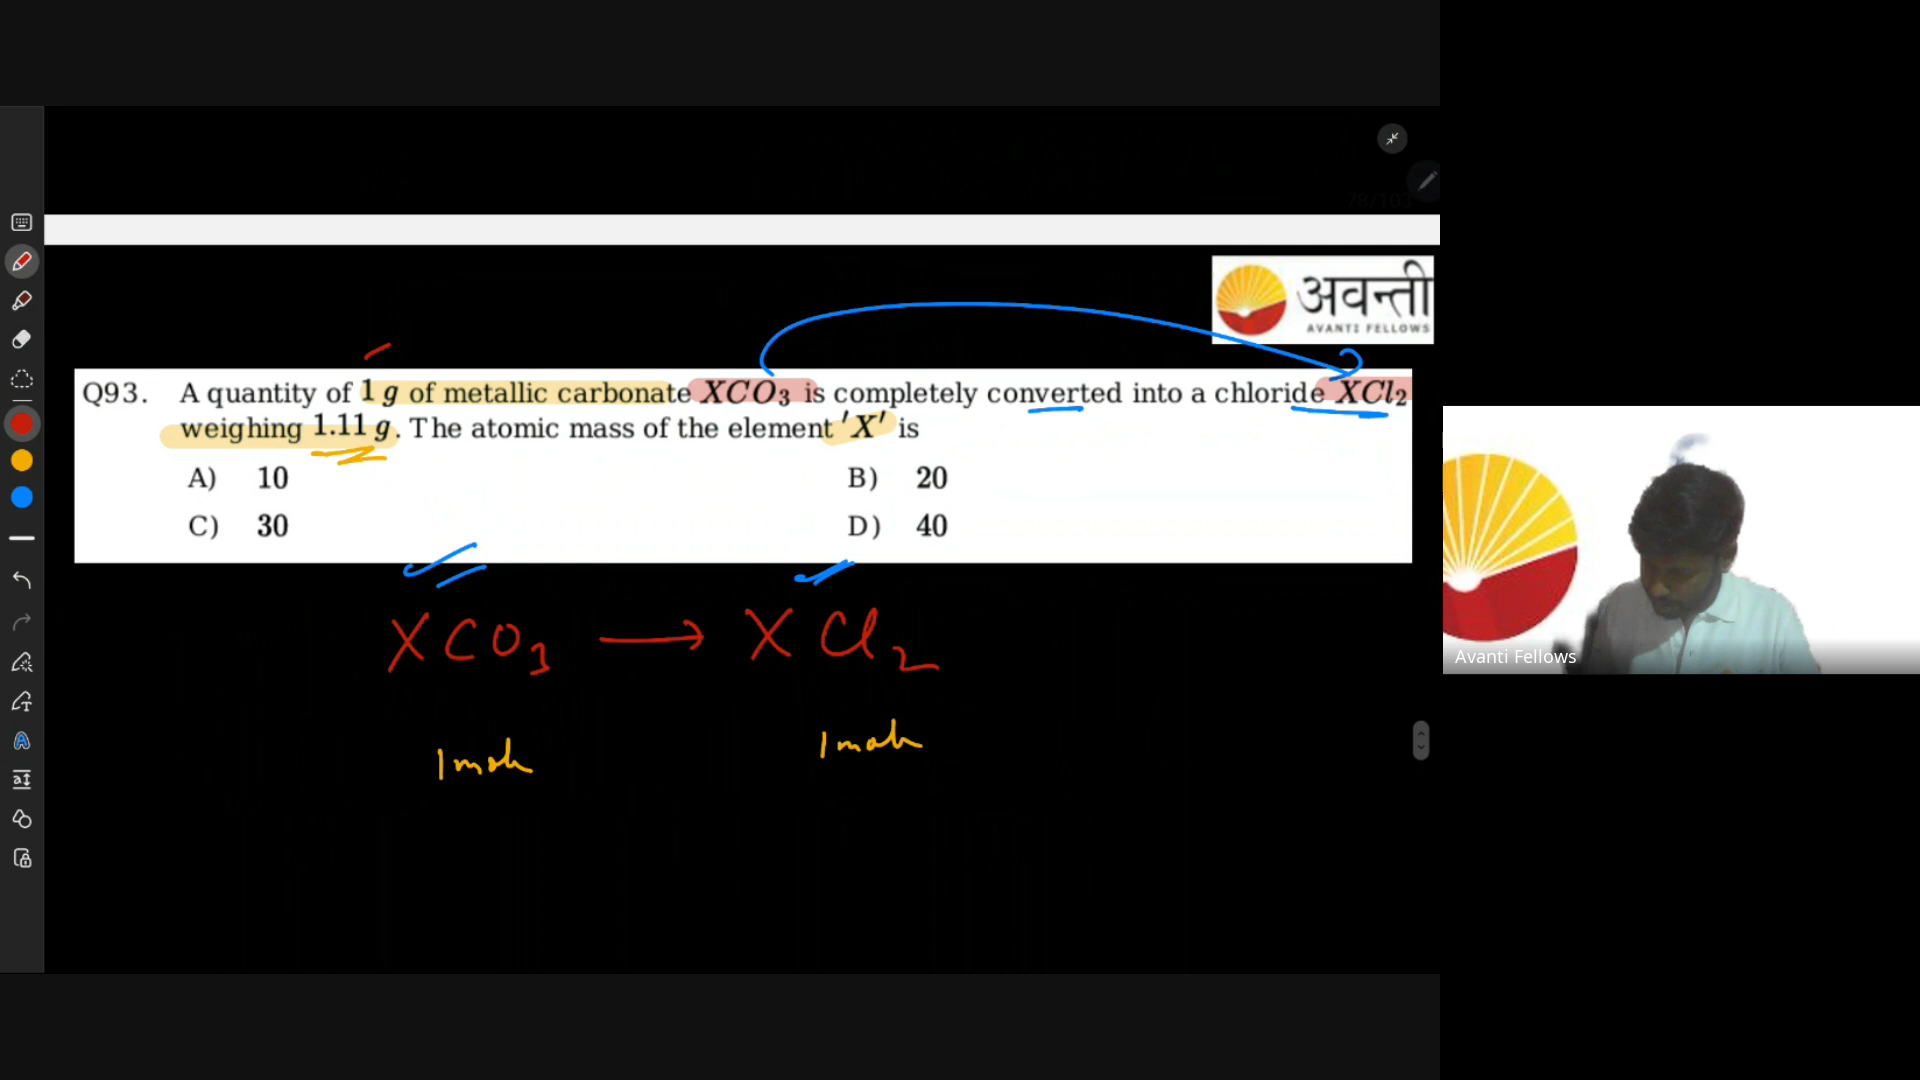 78/103
अवन्ती
AVANTI FELLOWS
Q93. A quantity of 1 g of metallic carbonate XCO3 is completely converted into a chloride XCl2
weighing 1.11 g. The atomic mass of the element 'X' is
A) 10 B) 20
C) 30 D) 40
XCO3 → XCl2
1 mole 1 mole
Avanti Fellows